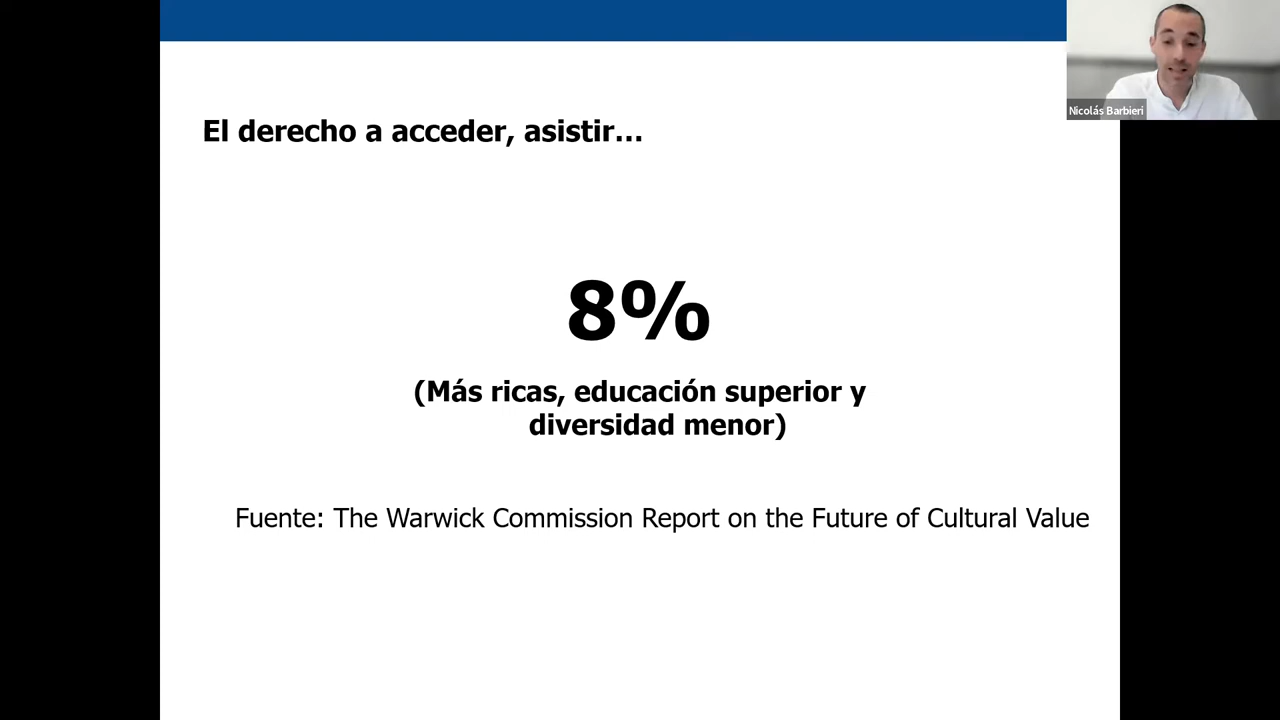 Nicolás Barbieri
El derecho a acceder, asistir...
8%
(Más ricas, educación superior y
diversidad menor)
Fuente: The Warwick Commission Report on the Future of Cultural Value